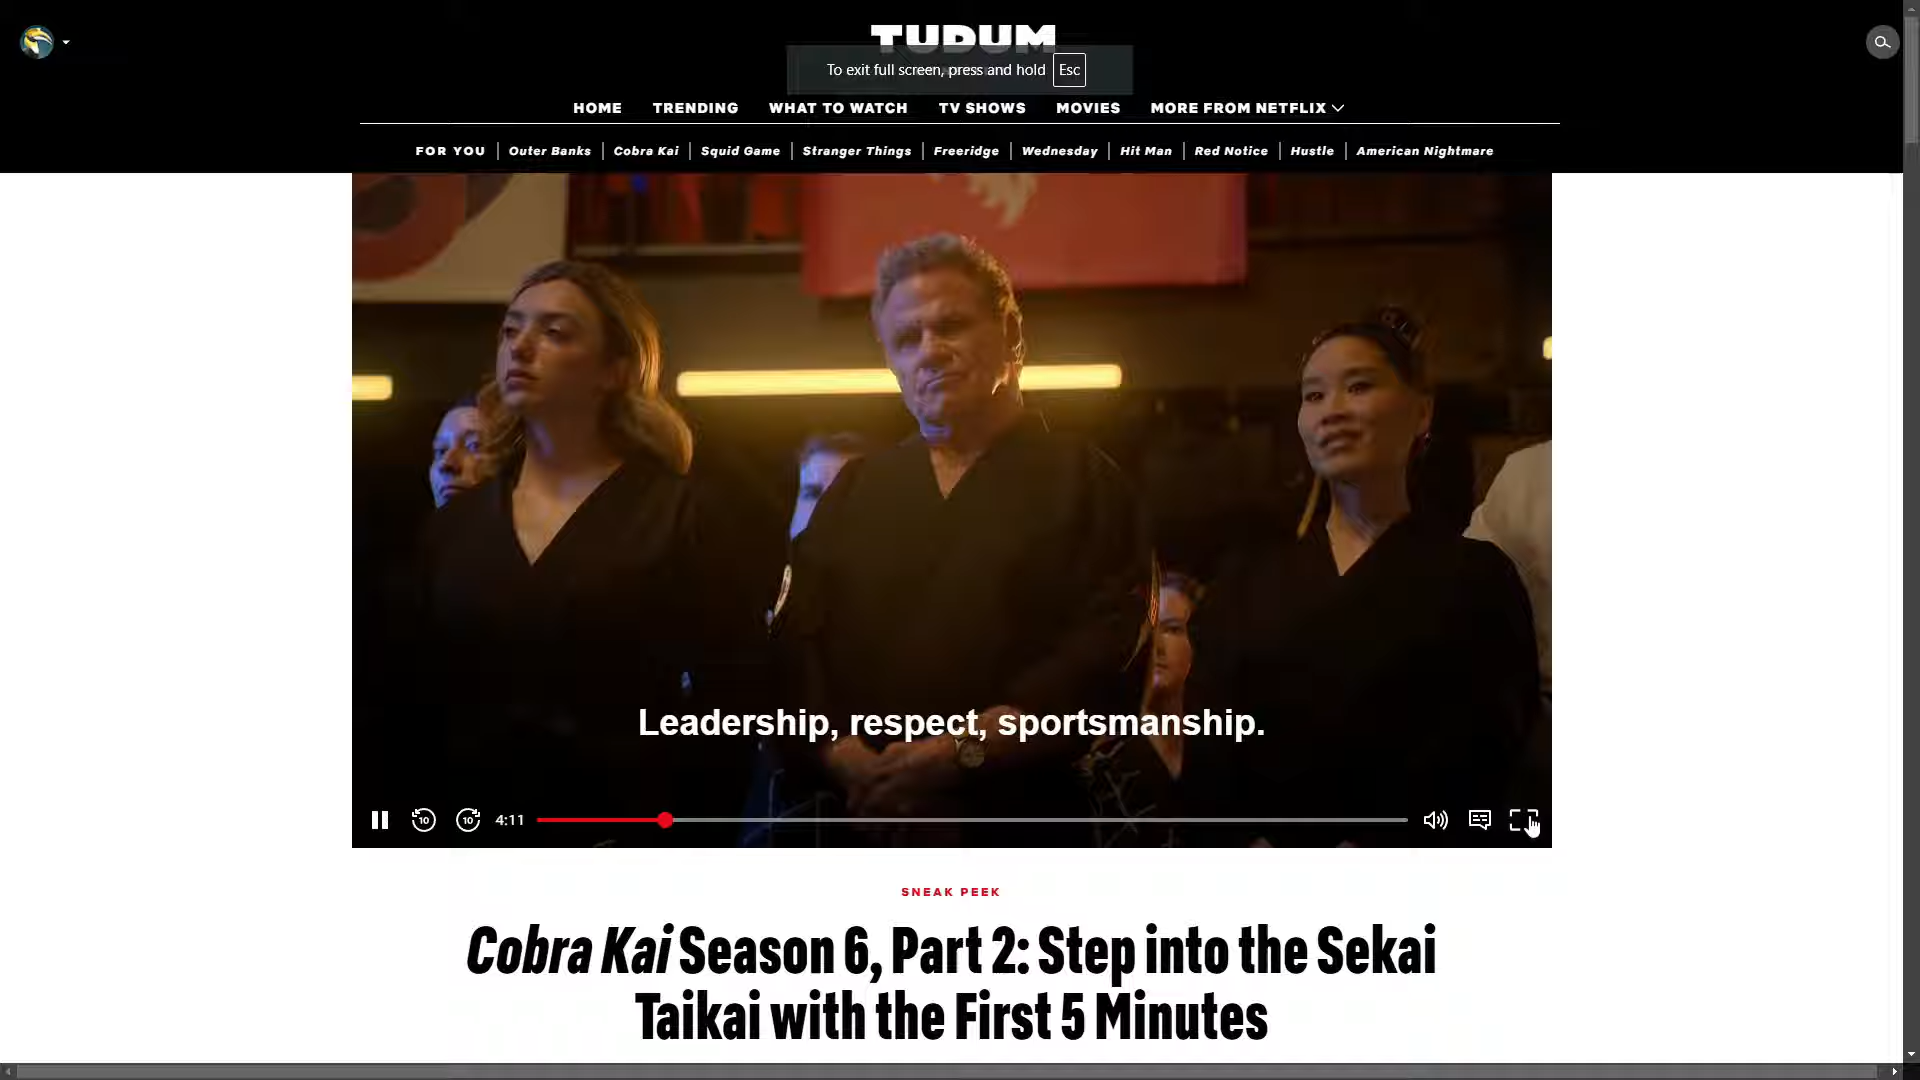 TUDUM
To exit full screen, press and hold Esc
HOME TRENDING WHAT TO WATCH TV SHOWS MOVIES MORE FROM NETFLIX
FOR YOU Outer Banks Cobra Kai Squid Game Stranger Things Freeridge Wednesday Hit Man Red Notice Hustle American Nightmare
Leadership, respect, sportsmanship.
10 10 4:11
SNEAK PEEK
Cobra Kai Season 6, Part 2: Step into the Sekai
Taikai with the First 5 Minutes